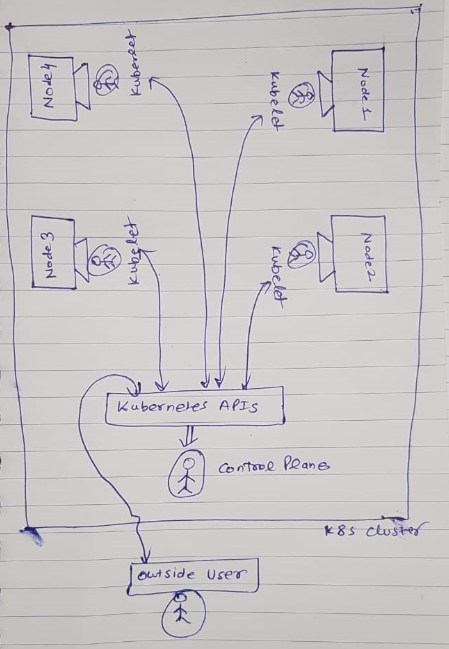 Node 4
Kubelet
Kubelet
Node 1
Node 3
Kubelet
Kubelet
Node 2
Kubernetes APIs
Control Plane
K8s cluster
outside user